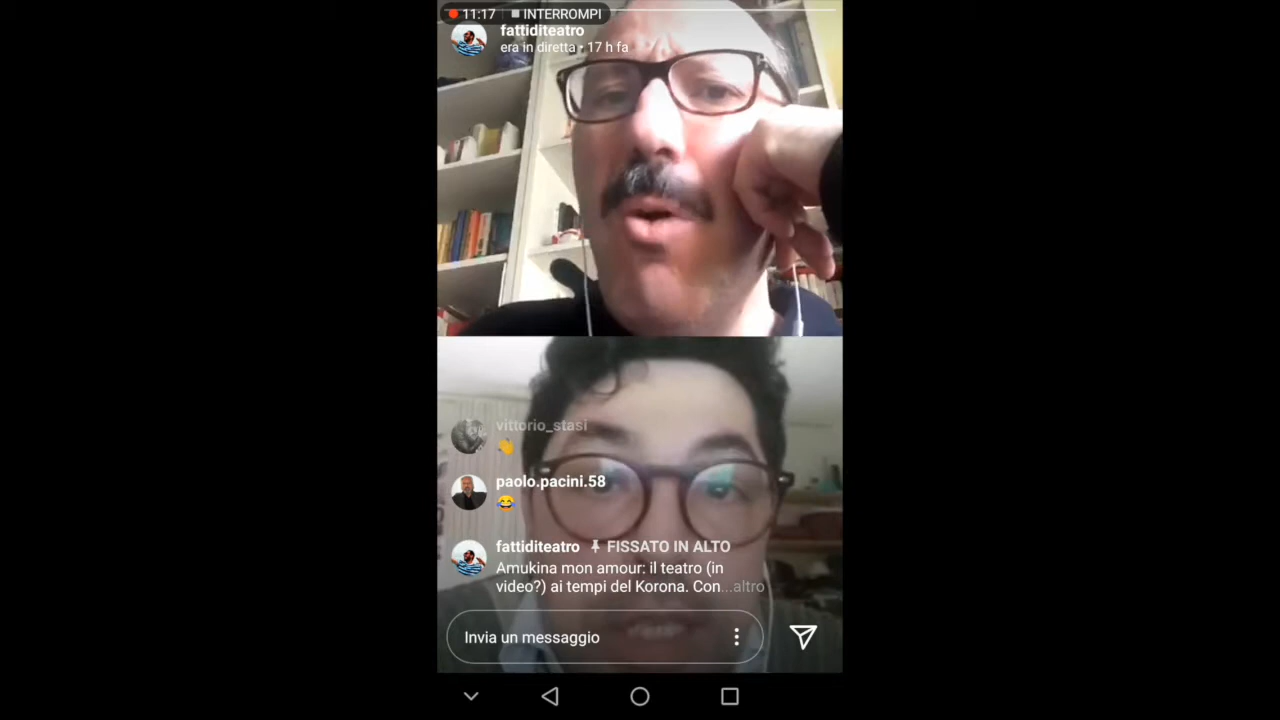 11:17 INTERROMPI
fattiditeatro
era in diretta • 17 h fa
vittorio_stasi
paolo.pacini.58
fattiditeatro FISSATO IN ALTO
Amukina mon amour: il teatro (in
video?) ai tempi del Korona. Con...altro
Invia un messaggio